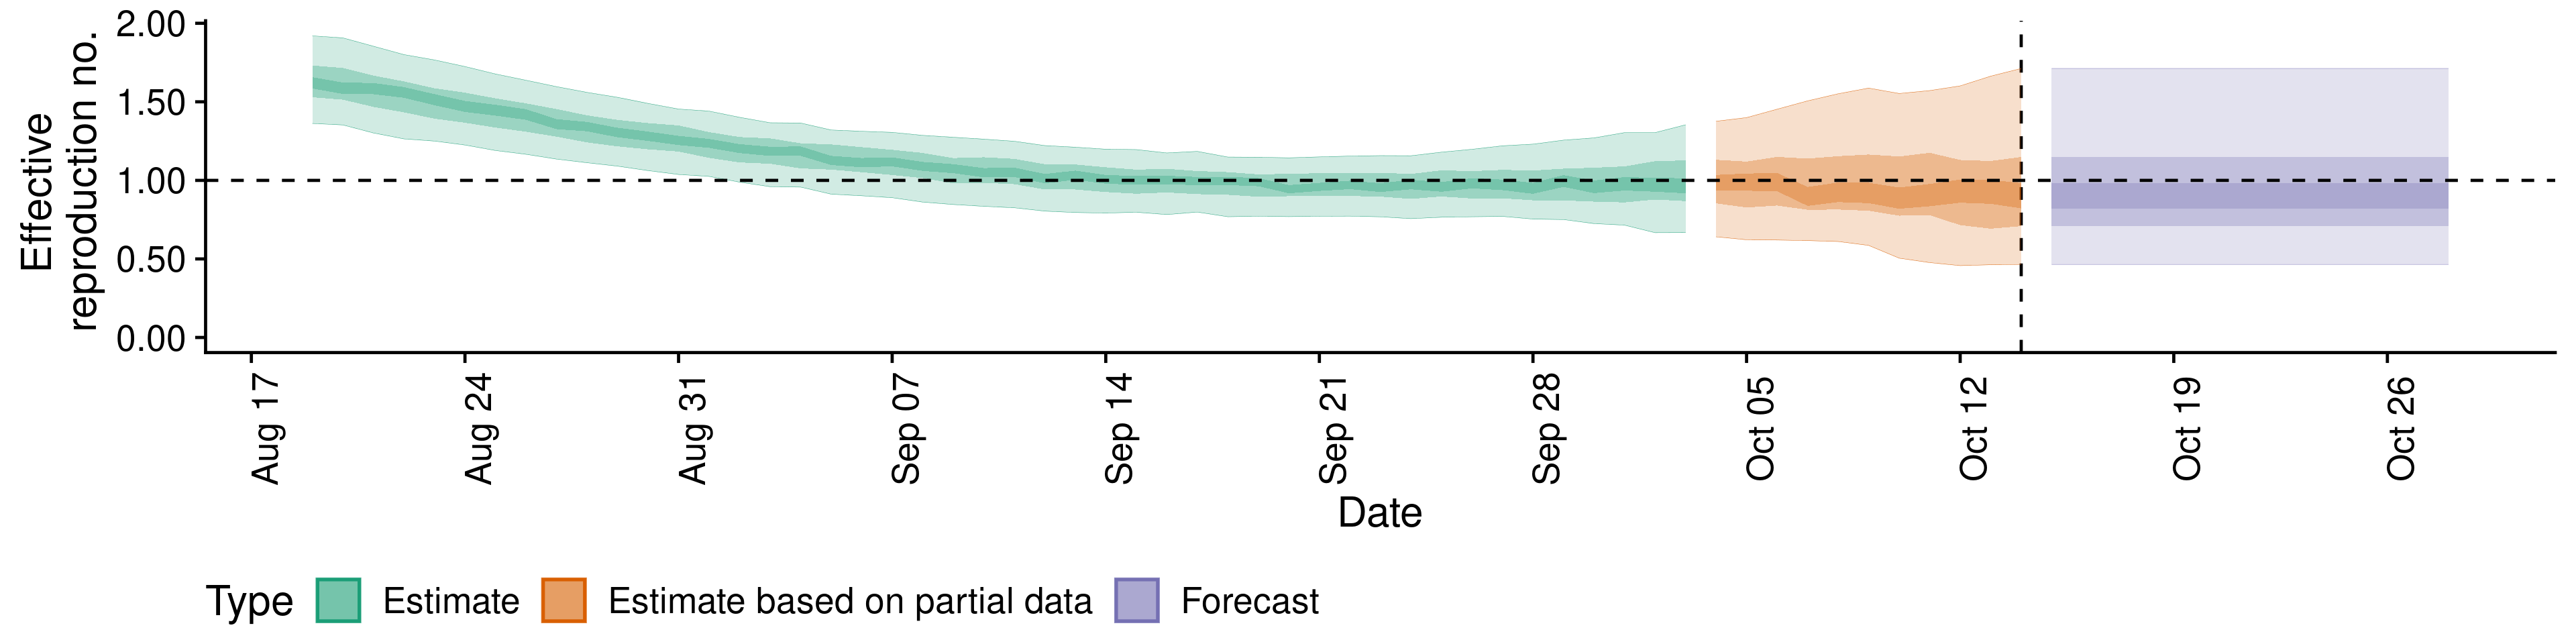 Effective
reproduction no.
2.00
1.50
1.00
0.50
0.00
Aug 17
Aug 24
Aug 31
Sep 07
Sep 14
Sep 21
Sep 28
Oct 05
Oct 12
Oct 19
Oct 26
Date
Type Estimate Estimate based on partial data Forecast